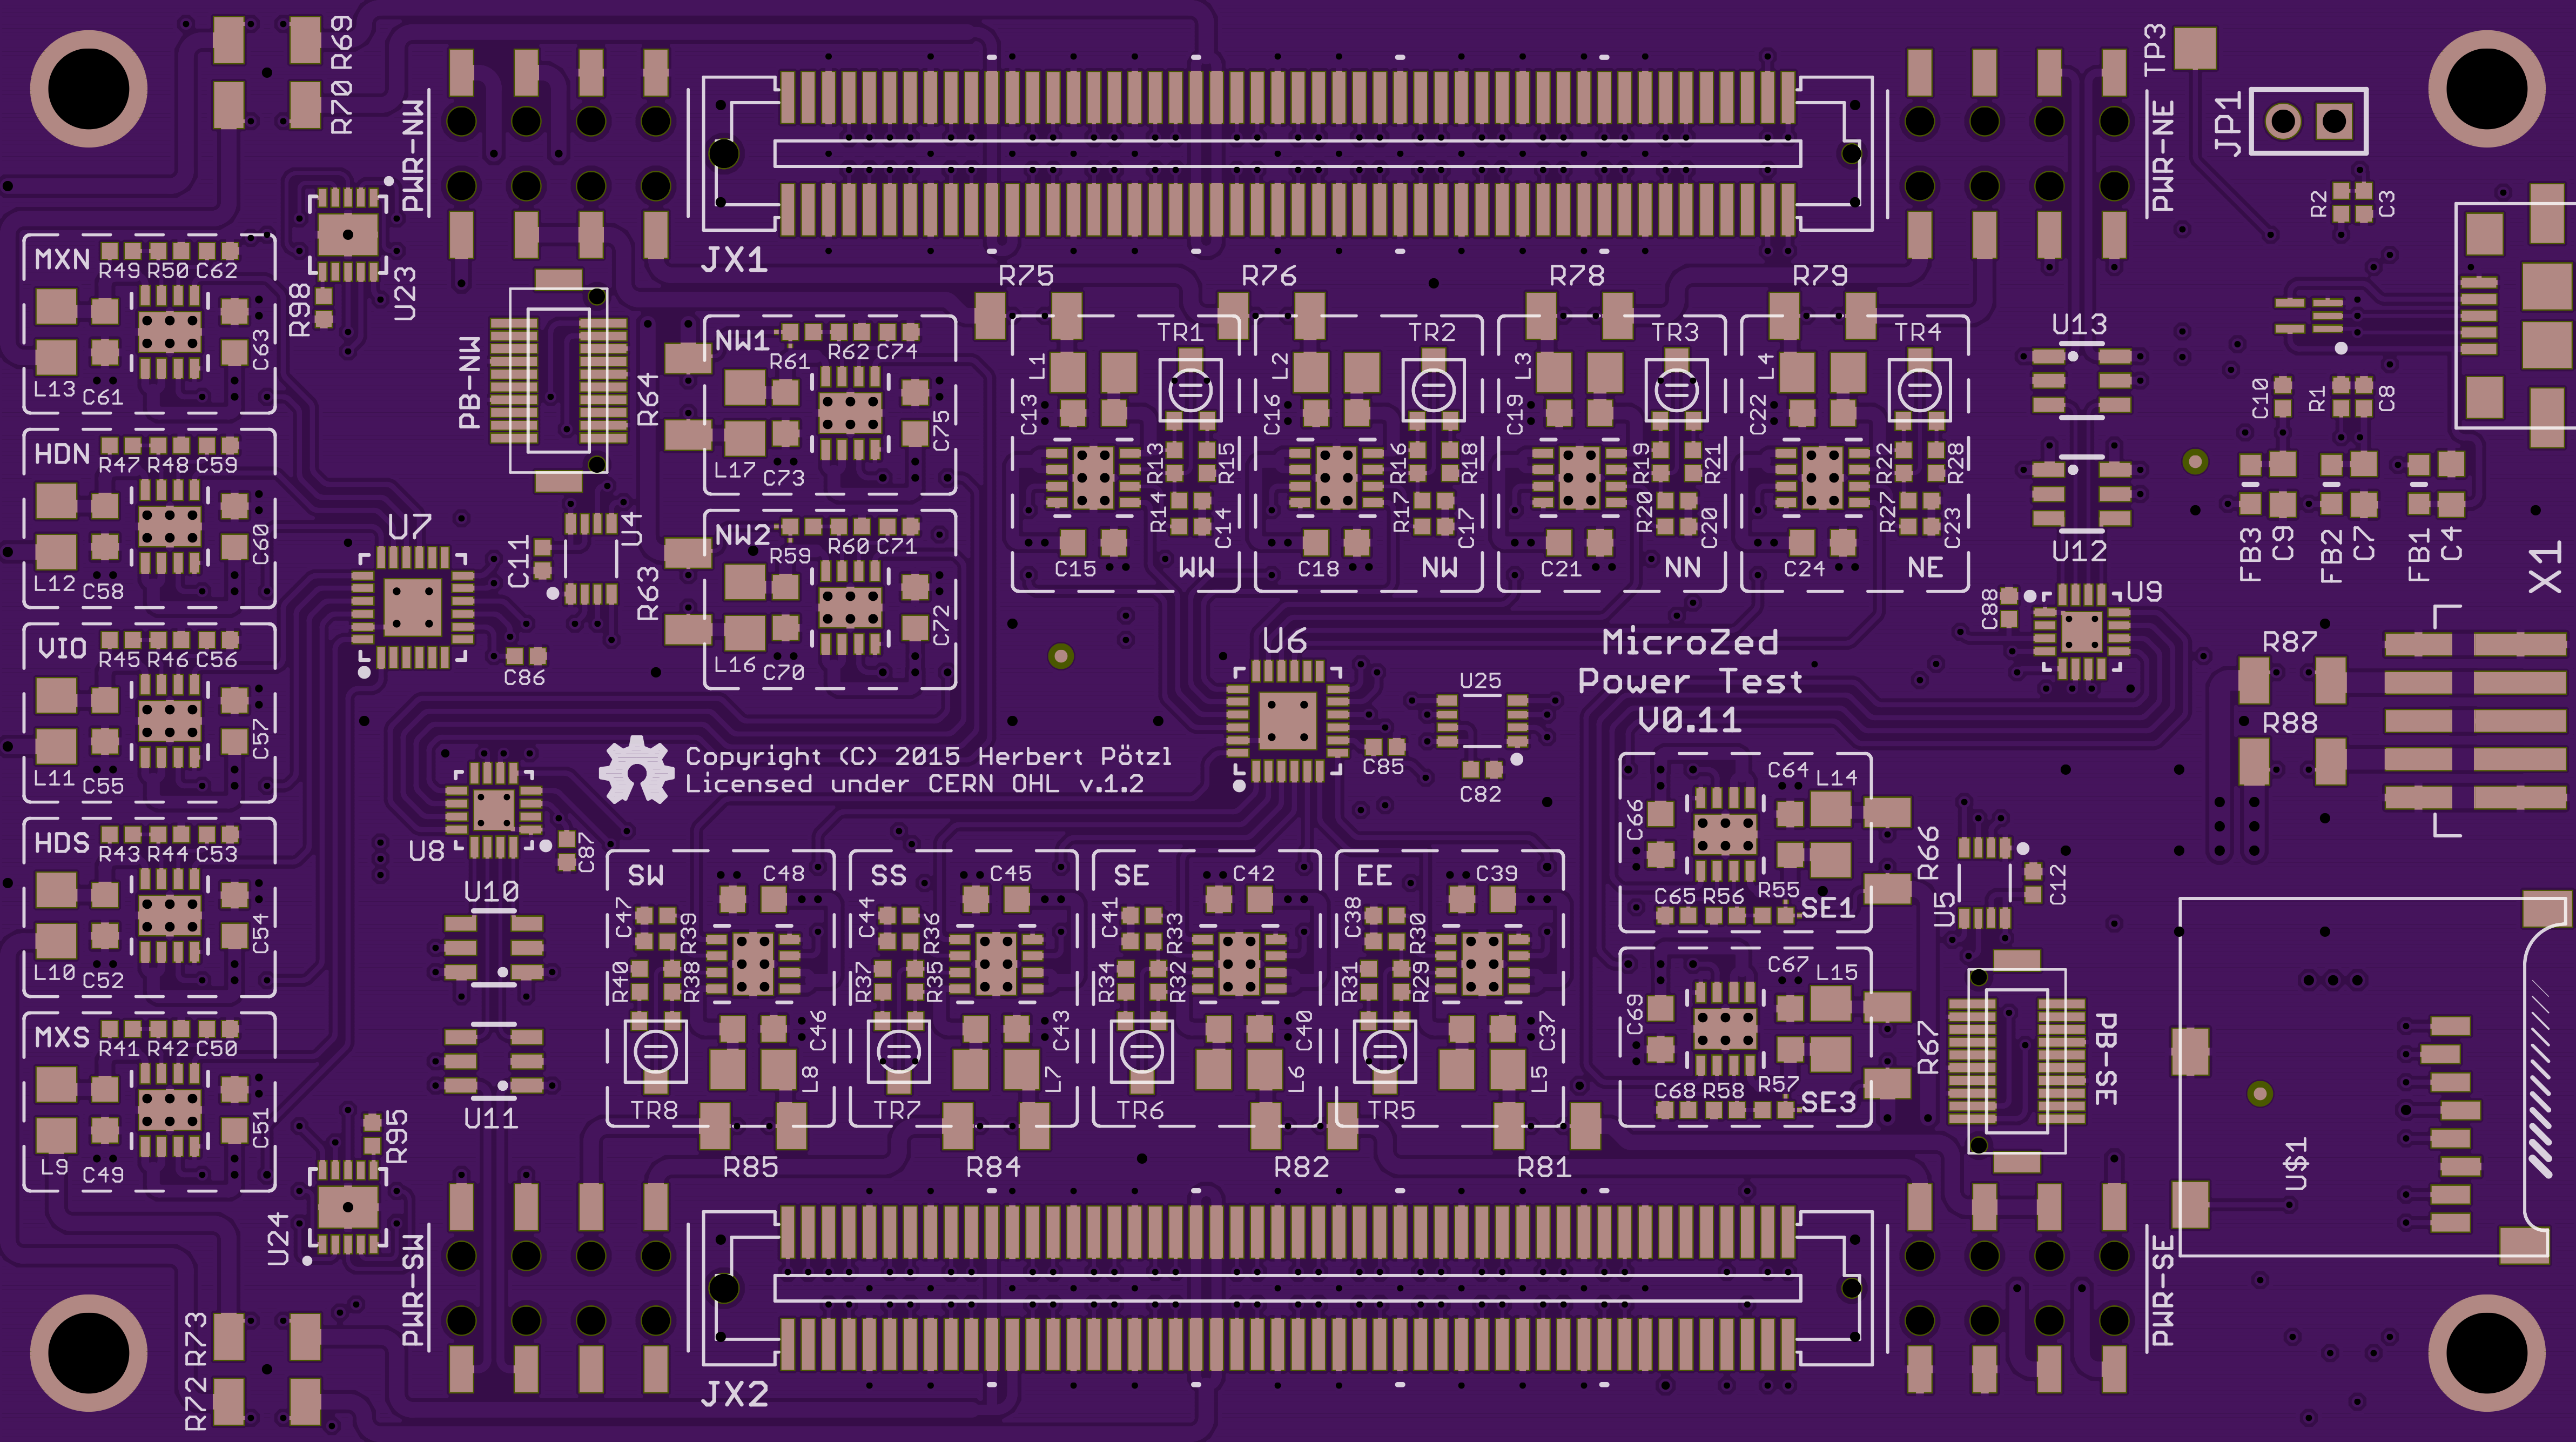 R69
R70
PWR-NW
JX1
TP3
PWR-NE
JP1
R2
C3
MXN
R49 R50 C62
C63
L13
C61
R98
U23
PB-NW
R64
NW1
R61
R62
C74
C75
L17
C73
R75
R76
R78
R79
TR1
L1
C13
R13
R15
R14
C14
C15
WW
TR2
L2
C16
R16
R18
R17
C17
C18
NW
TR3
L3
C19
R19
R21
R20
C20
C21
NN
TR4
L4
C22
R22
R28
R27
C23
C24
NE
U13
U12
C10
R1
C8
FB3
C9
FB2
C7
FB1
C4
X1
HDN
R47 R48 C59
C60
L12
C58
U7
C11
U4
R63
C86
NW2
R59
R60
C71
C72
L16
C70
C88
U9
VIO
R45 R46 C56
C57
L11
C55
U6
C85
U25
C82
MicroZed
Power Test
V0.11
R87
R88
Copyright (C) 2015 Herbert Pötzl
Licensed under CERN OHL v.1.2
HDS
R43 R44 C53
C54
L10
C52
U8
C87
U10
U11
SW
C48
C47
R39
R40
R38
C46
L8
TR8
R85
SS
C45
C44
R36
R37
R35
C43
L7
TR7
R84
SE
C42
C41
R33
R34
R32
C40
L6
TR6
R82
EE
C39
C38
R30
R31
R29
C37
L5
TR5
R81
C64
L14
C66
R66
C65 R56 R55
SE1
C67
L15
C69
R67
C68 R58 R57
SE3
U5
C12
PB-SE
U$1
MXS
R41 R42 C50
C51
L9
C49
R95
U24
R73
R72
PWR-SW
JX2
PWR-SE